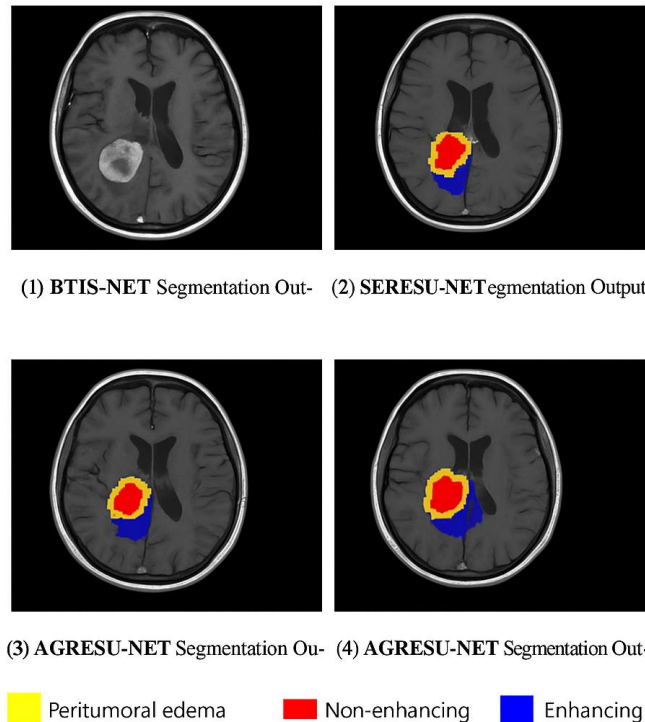 (1) BTIS-NET Segmentation Out-
(2) SERESU-NETegmentation Output
(3) AGRESU-NET Segmentation Ou-
(4) AGRESU-NET Segmentation Out-
Peritumoral edema
Non-enhancing
Enhancing